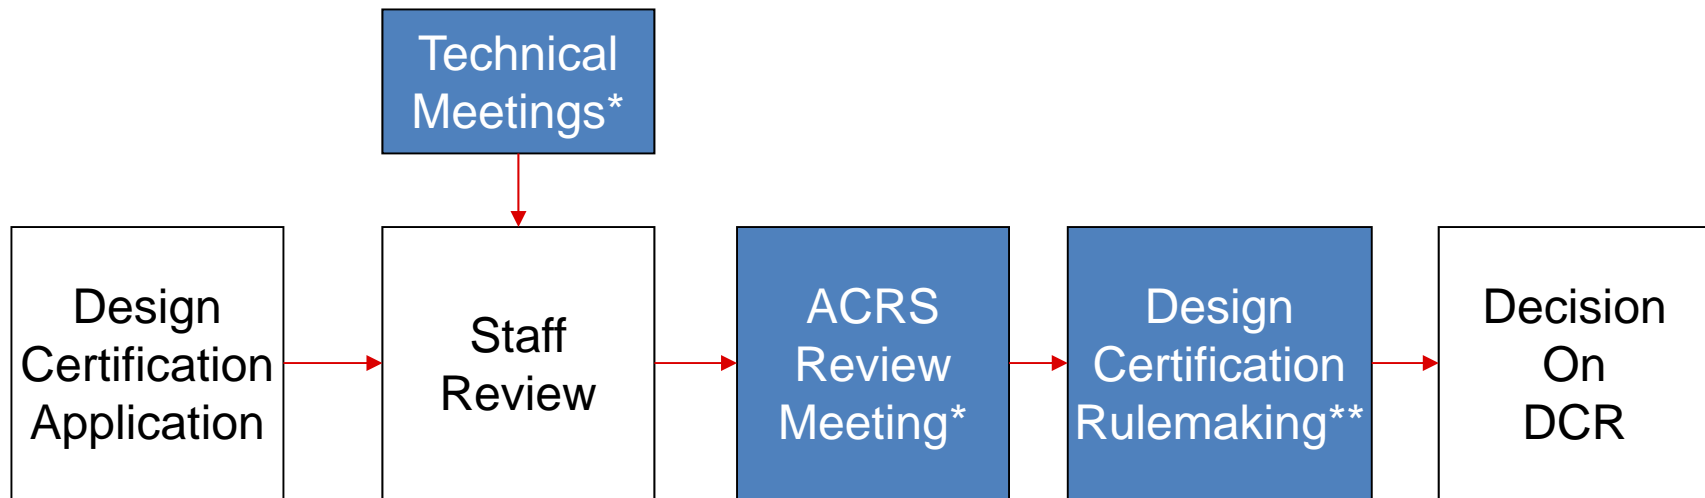 Technical
Meetings*
Design
Certification
Application
Staff
Review
ACRS
Review
Meeting*
Design
Certification
Rulemaking**
Decision
On
DCR